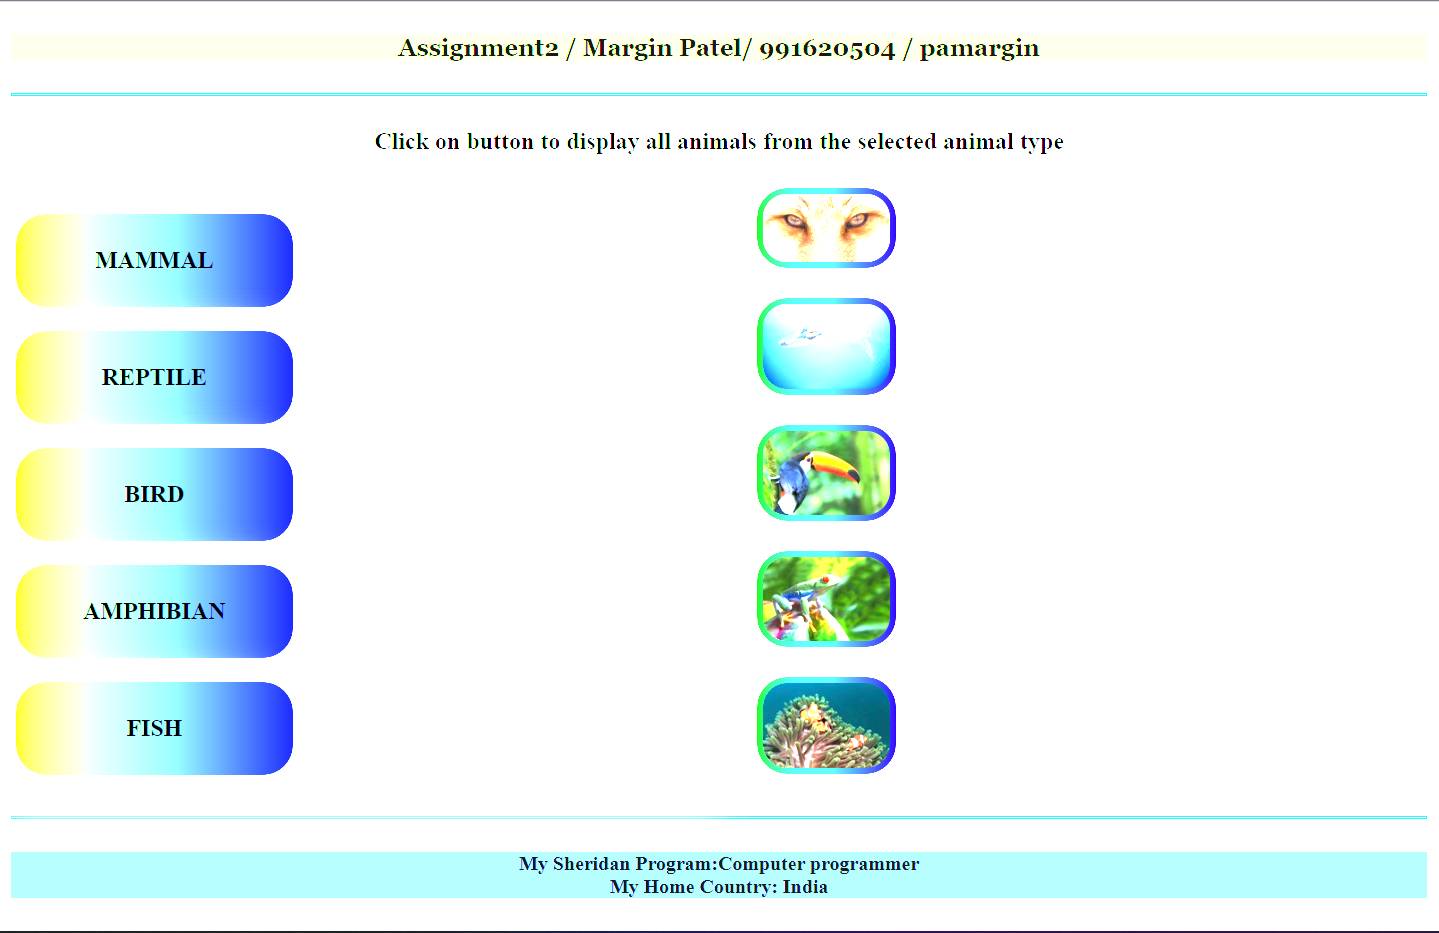 Assignment2 / Margin Patel/ 991620504 / pamargin
Click on button to display all animals from the selected animal type
MAMMAL
REPTILE
BIRD
AMPHIBIAN
FISH
My Sheridan Program:Computer programmer
My Home Country: India